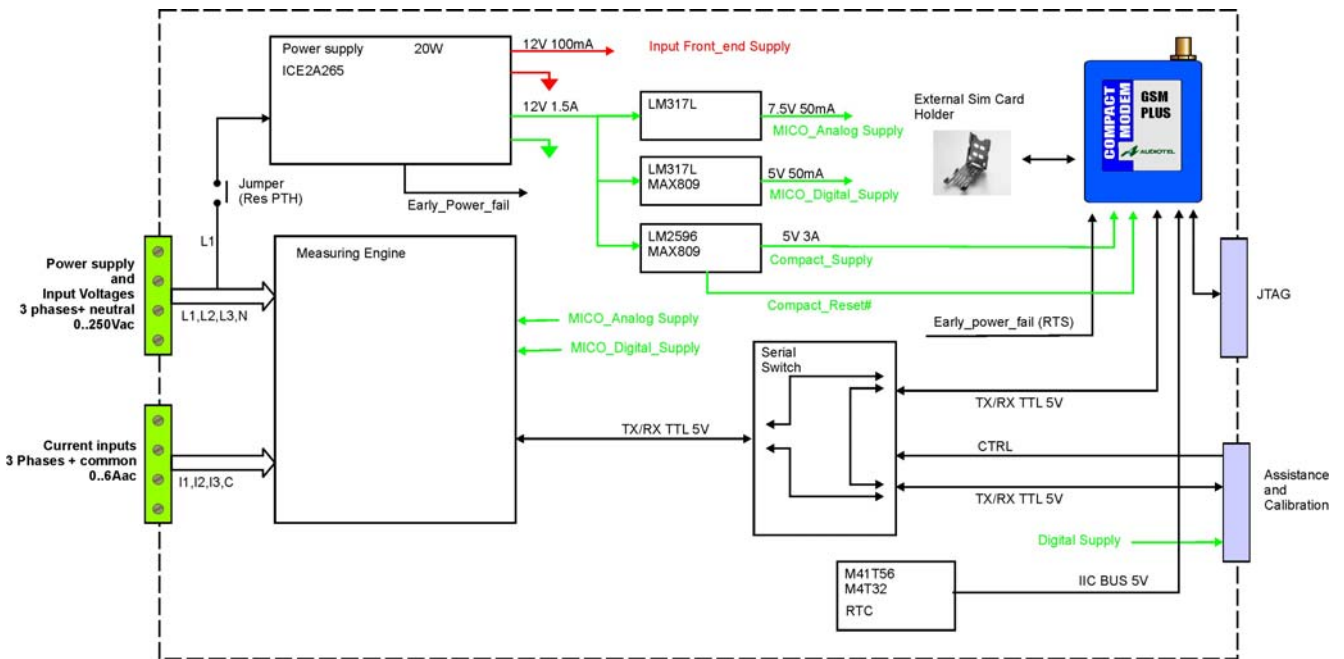 Power supply 20W
ICE2A265
12V 100mA
Input Front_end Supply
12V 1.5A
LM317L
7.5V 50mA
MICO_Analog Supply
LM317L
MAX809
5V 50mA
MICO_Digital_Supply
LM2596
MAX809
5V 3A
Compact_Supply
Compact_Reset#
External Sim Card
Holder
COMPACT
MODEM
GSM
PLUS
AUDIOTEL
Jumper
(Res PTH)
Early_Power_fail
L1
Power supply
and
Input Voltages
3 phases+ neutral
0..250Vac
L1,L2,L3,N
Measuring Engine
MICO_Analog Supply
MICO_Digital_Supply
Early_power_fail (RTS)
JTAG
Serial
Switch
TX/RX TTL 5V
TX/RX TTL 5V
CTRL
TX/RX TTL 5V
Current inputs
3 Phases + common
0..6Aac
I1,I2,I3,C
Assistance
and
Calibration
Digital Supply
M41T56
M4T32
RTC
IIC BUS 5V